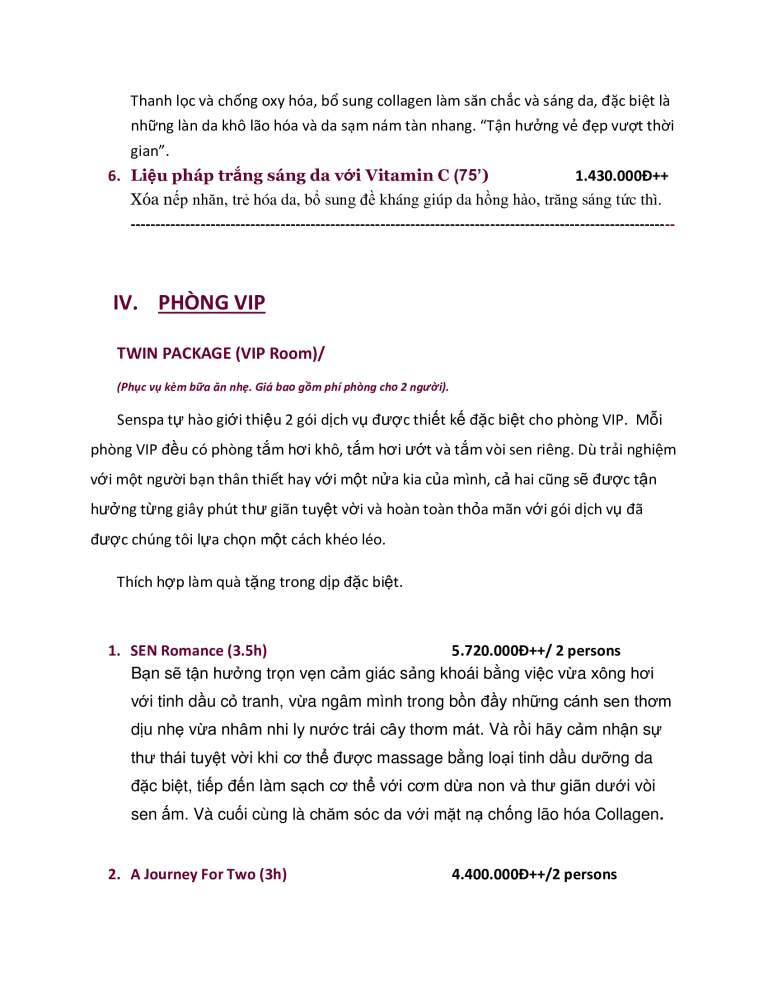 Thanh lọc và chống oxy hóa, bổ sung collagen làm săn chắc và sáng da, đặc biệt là
những làn da khô lão hóa và da sạm nám tàn nhang. “Tận hưởng vẻ đẹp vượt thời
gian”.
6. Liệu pháp trắng sáng da với Vitamin C (75’) 1.430.000Đ++
Xóa nếp nhăn, trẻ hóa da, bổ sung đề kháng giúp da hồng hào, trăng sáng tức thì.
--------------------------------------------------------------------------------------------------------------
IV. PHÒNG VIP
TWIN PACKAGE (VIP Room)/
(Phục vụ kèm bữa ăn nhẹ. Giá bao gồm phí phòng cho 2 người).
Senspa tự hào giới thiệu 2 gói dịch vụ được thiết kế đặc biệt cho phòng VIP. Mỗi
phòng VIP đều có phòng tắm hơi khô, tắm hơi ướt và tắm vòi sen riêng. Dù trải nghiệm
với một người bạn thân thiết hay với một nửa kia của mình, cả hai cũng sẽ được tận
hưởng từng giây phút thư giãn tuyệt vời và hoàn toàn thỏa mãn với gói dịch vụ đã
được chúng tôi lựa chọn một cách khéo léo.
Thích hợp làm quà tặng trong dịp đặc biệt.
1. SEN Romance (3.5h) 5.720.000Đ++/ 2 persons
Bạn sẽ tận hưởng trọn vẹn cảm giác sảng khoái bằng việc vừa xông hơi
với tinh dầu cỏ tranh, vừa ngâm mình trong bồn đầy những cánh sen thơm
dịu nhẹ vừa nhâm nhi ly nước trái cây thơm mát. Và rồi hãy cảm nhận sự
thư thái tuyệt vời khi cơ thể được massage bằng loại tinh dầu dưỡng da
đặc biệt, tiếp đến làm sạch cơ thể với cơm dừa non và thư giãn dưới vòi
sen ấm. Và cuối cùng là chăm sóc da với mặt nạ chống lão hóa Collagen.
2. A Journey For Two (3h) 4.400.000Đ++/2 persons